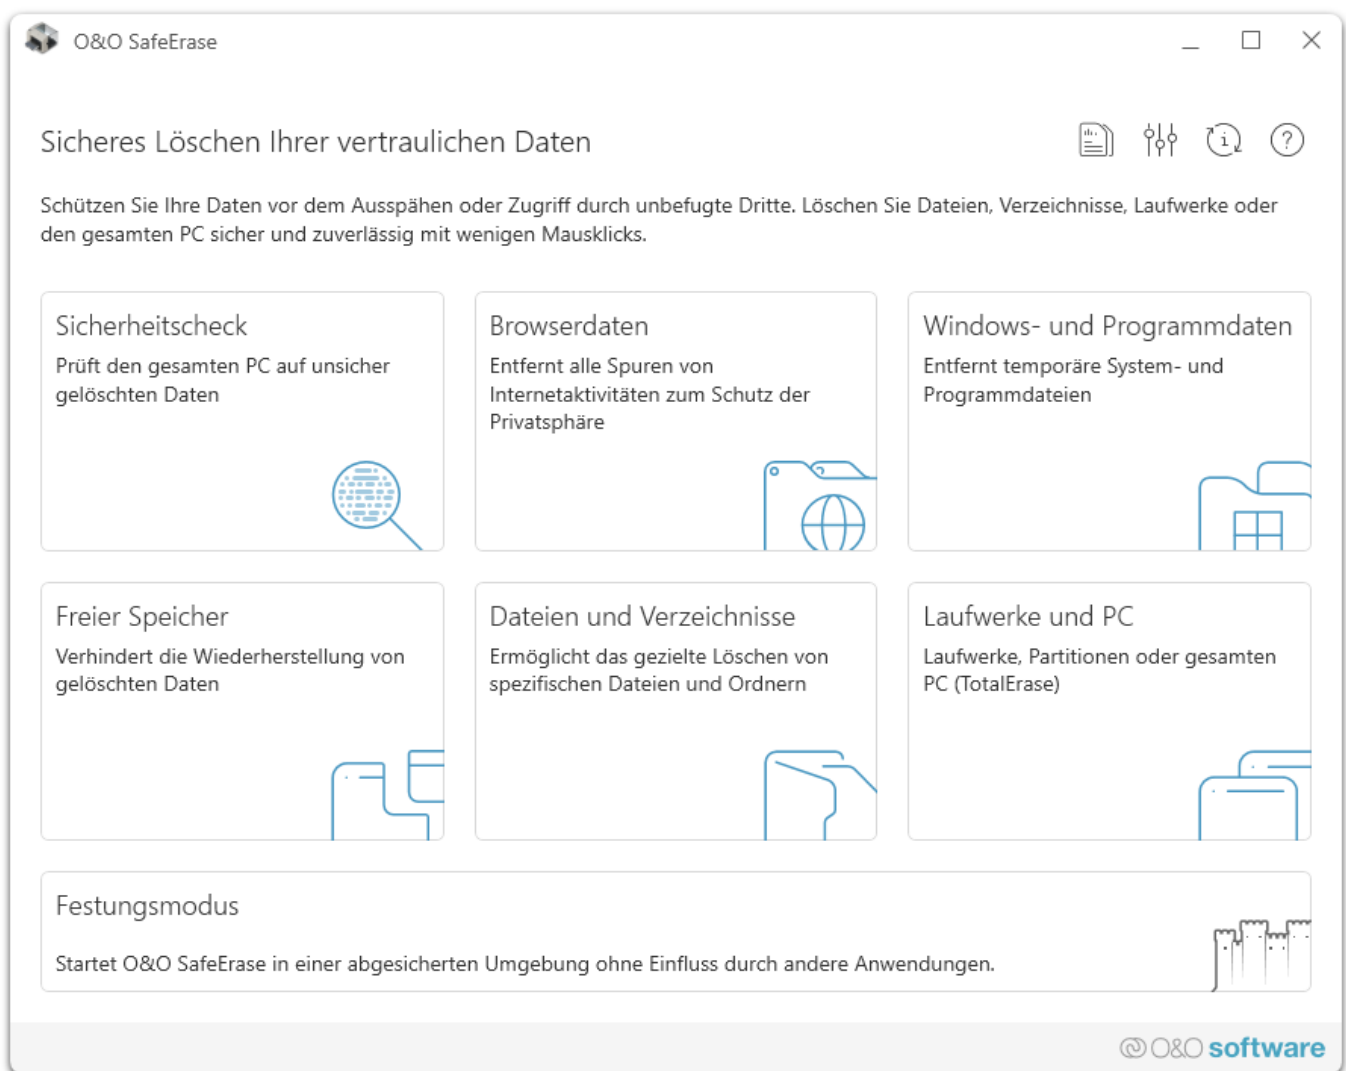 O&O SafeErase
Sicheres Löschen Ihrer vertraulichen Daten
Schützen Sie Ihre Daten vor dem Ausspähen oder Zugriff durch unbefugte Dritte. Löschen Sie Dateien, Verzeichnisse, Laufwerke oder
den gesamten PC sicher und zuverlässig mit wenigen Mausklicks.
Sicherheitscheck
Prüft den gesamten PC auf unsicher
gelöschten Daten
Browserdaten
Entfernt alle Spuren von
Internetaktivitäten zum Schutz der
Privatsphäre
Windows- und Programmdaten
Entfernt temporäre System- und
Programmdateien
Freier Speicher
Verhindert die Wiederherstellung von
gelöschten Daten
Dateien und Verzeichnisse
Ermöglicht das gezielte Löschen von
spezifischen Dateien und Ordnern
Laufwerke und PC
Laufwerke, Partitionen oder gesamten
PC (TotalErase)
Festungsmodus
Startet O&O SafeErase in einer abgesicherten Umgebung ohne Einfluss durch andere Anwendungen.
O&O software